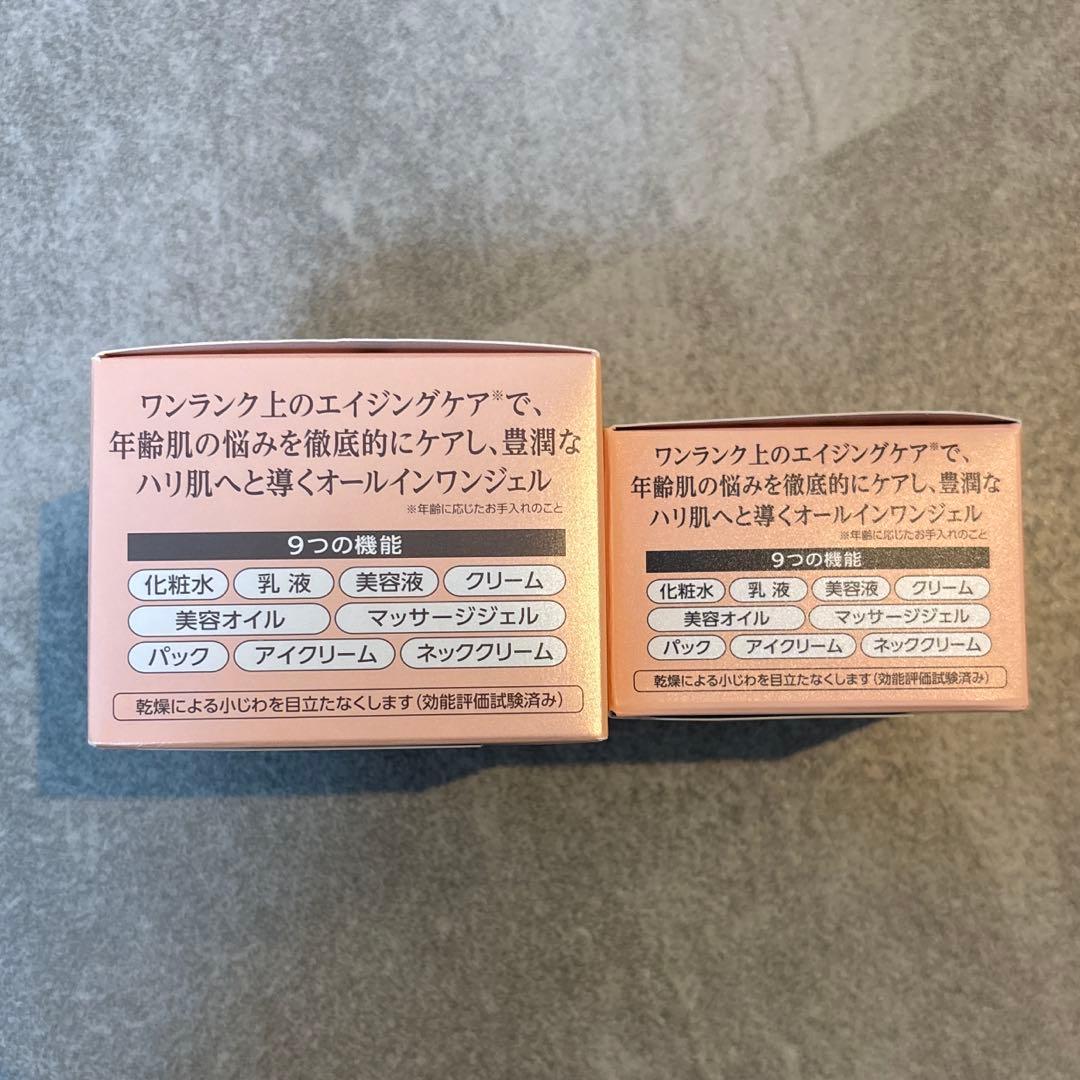 ワンランク上のエイジングケア※で、
年齢肌の悩みを徹底的にケアし、豊潤な
ハリ肌へと導くオールインワンジェル
※年齢に応じたお手入れのこと
9つの機能
化粧水 乳液 美容液 クリーム
美容オイル マッサージジェル
パック アイクリーム ネッククリーム
乾燥による小じわを目立たなくします(効能評価試験済み)
ワンランク上のエイジングケア※で、
年齢肌の悩みを徹底的にケアし、豊潤な
ハリ肌へと導くオールインワンジェル
※年齢に応じたお手入れのこと
9つの機能
化粧水 乳液 美容液 クリーム
美容オイル マッサージジェル
パック アイクリーム ネッククリーム
乾燥による小じわを目立たなくします(効能評価試験済み)